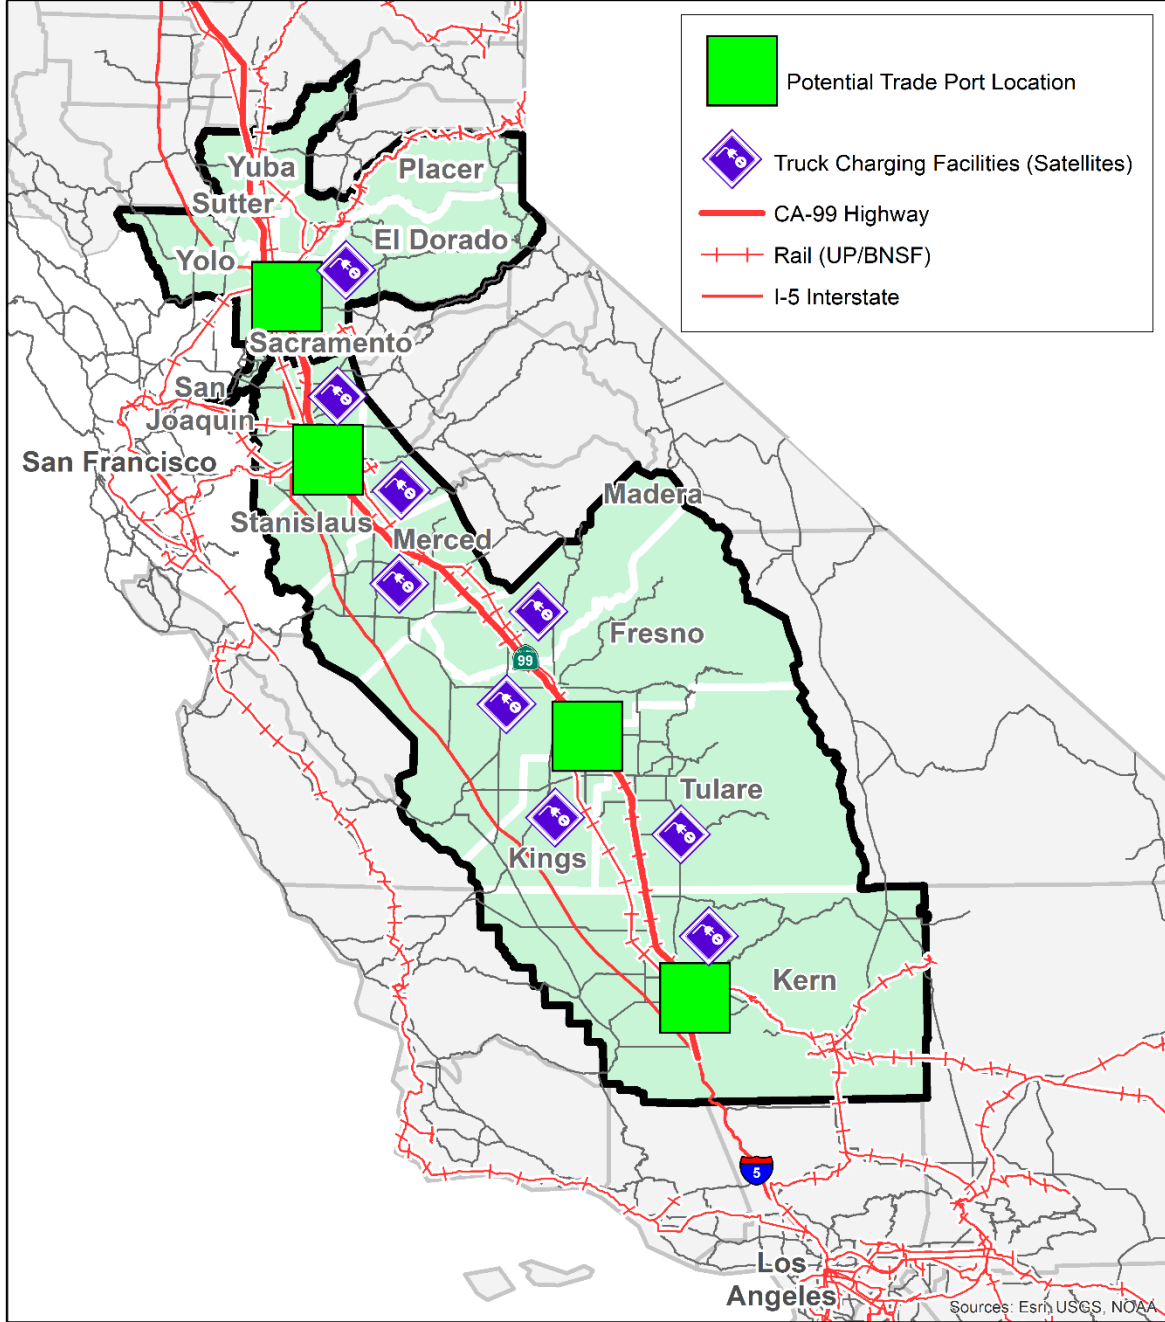 Potential Trade Port Location
Truck Charging Facilities (Satellites)
CA-99 Highway
Rail (UP/BNSF)
I-5 Interstate
Yuba
Placer
Sutter
El Dorado
Yolo
Sacramento
San
Joaquin
San Francisco
Stanislaus
Madera
Merced
Fresno
99
Tulare
Kings
Kern
5
Los
Angeles
Sources: Esri, USGS, NOAA